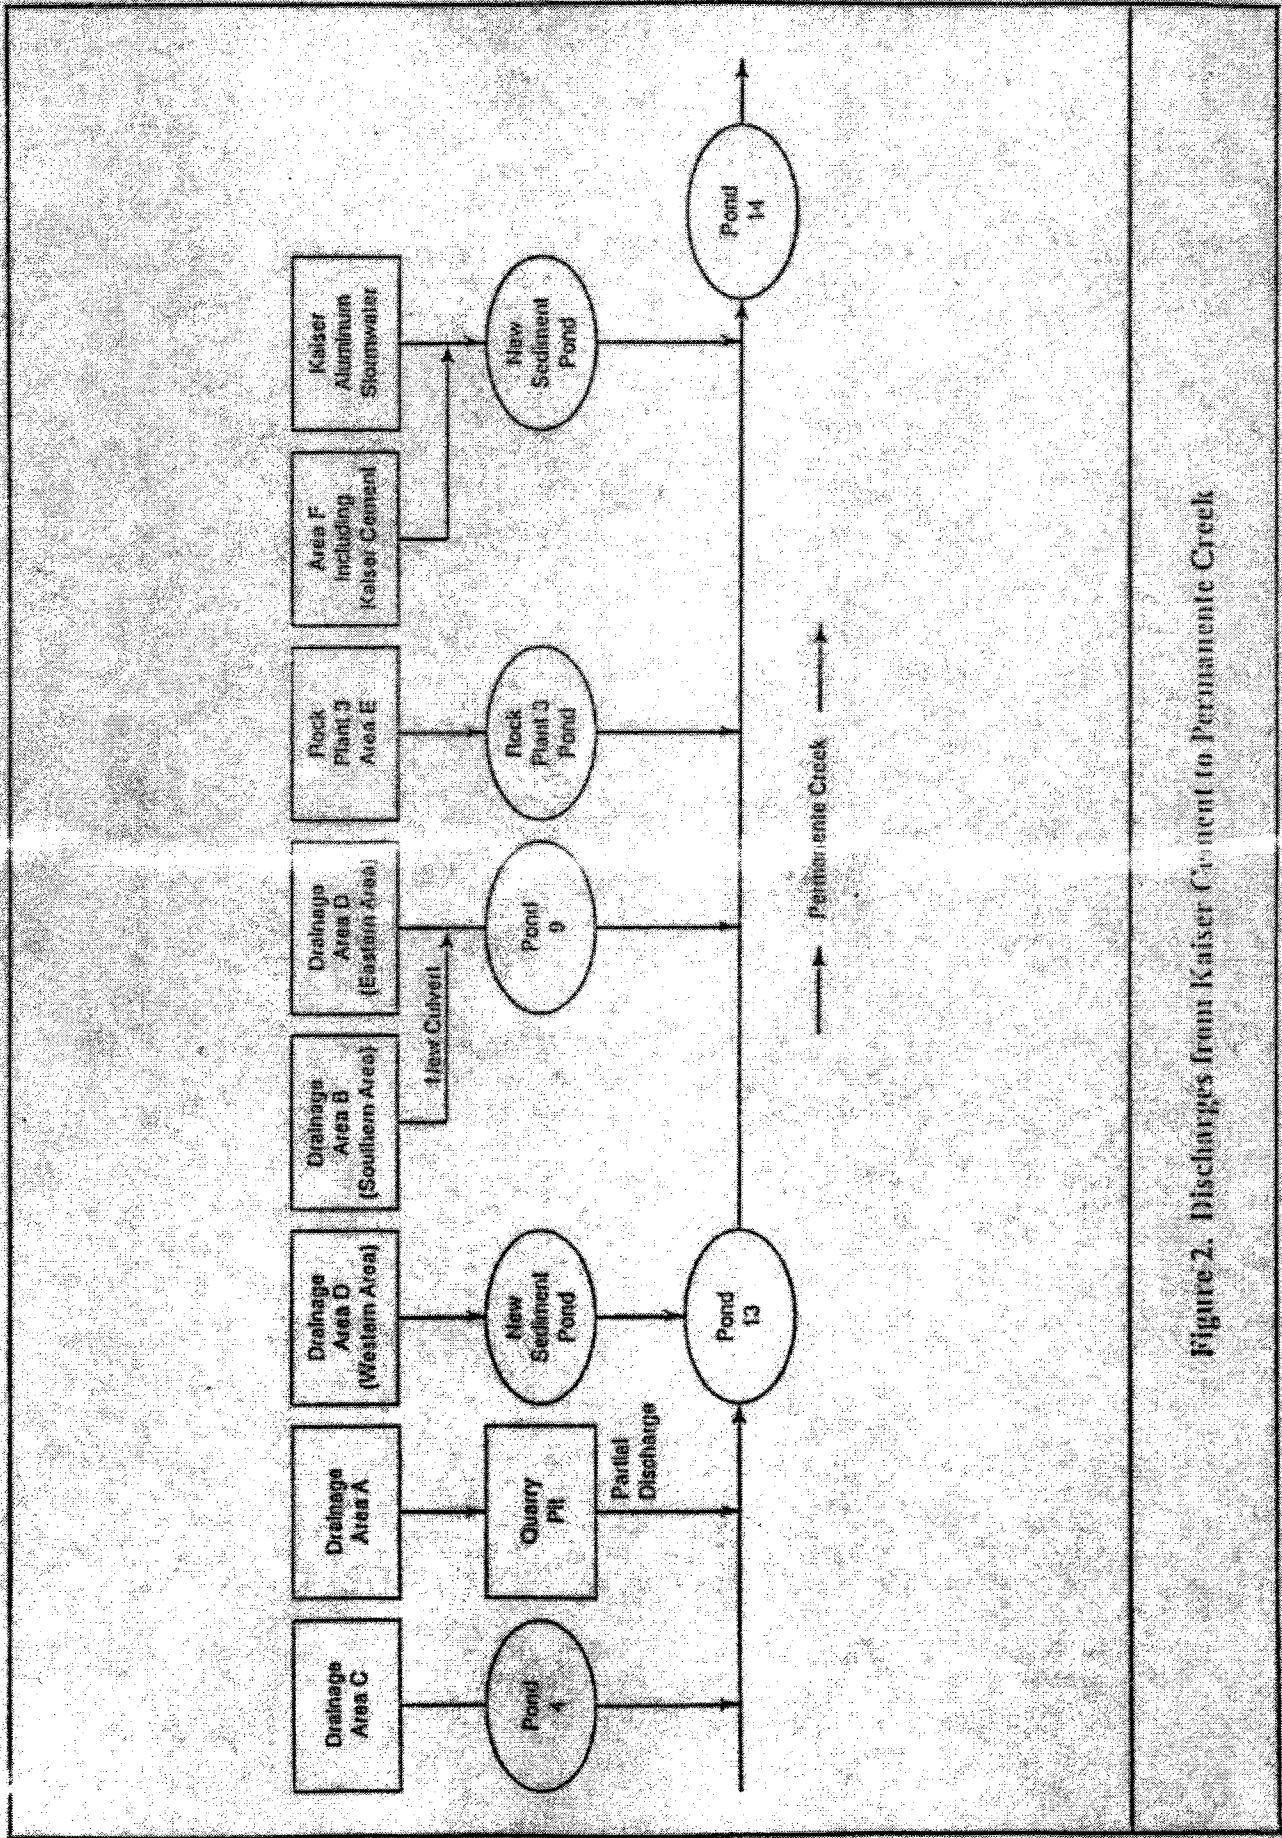 Drainage
Area C
Drainage
Area A
Drainage
Area D
(Western Area)
Drainage
Area B
(Southern Area)
Drainage
Area D
(Eastern Area)
Rock
Plant 3
Area E
Area F
Including
Kaiser Cement
Kaiser
Aluminum
Stormwater
New Culvert
Pond
4
Quarry
Pit
New
Sediment
Pond
Pond
9
Rock
Plant 3
Pond
New
Sediment
Pond
Partial
Discharge
Pond
13
Pond
14
Permanente Creek
Figure 2. Discharges from Kaiser Cement to Permanente Creek